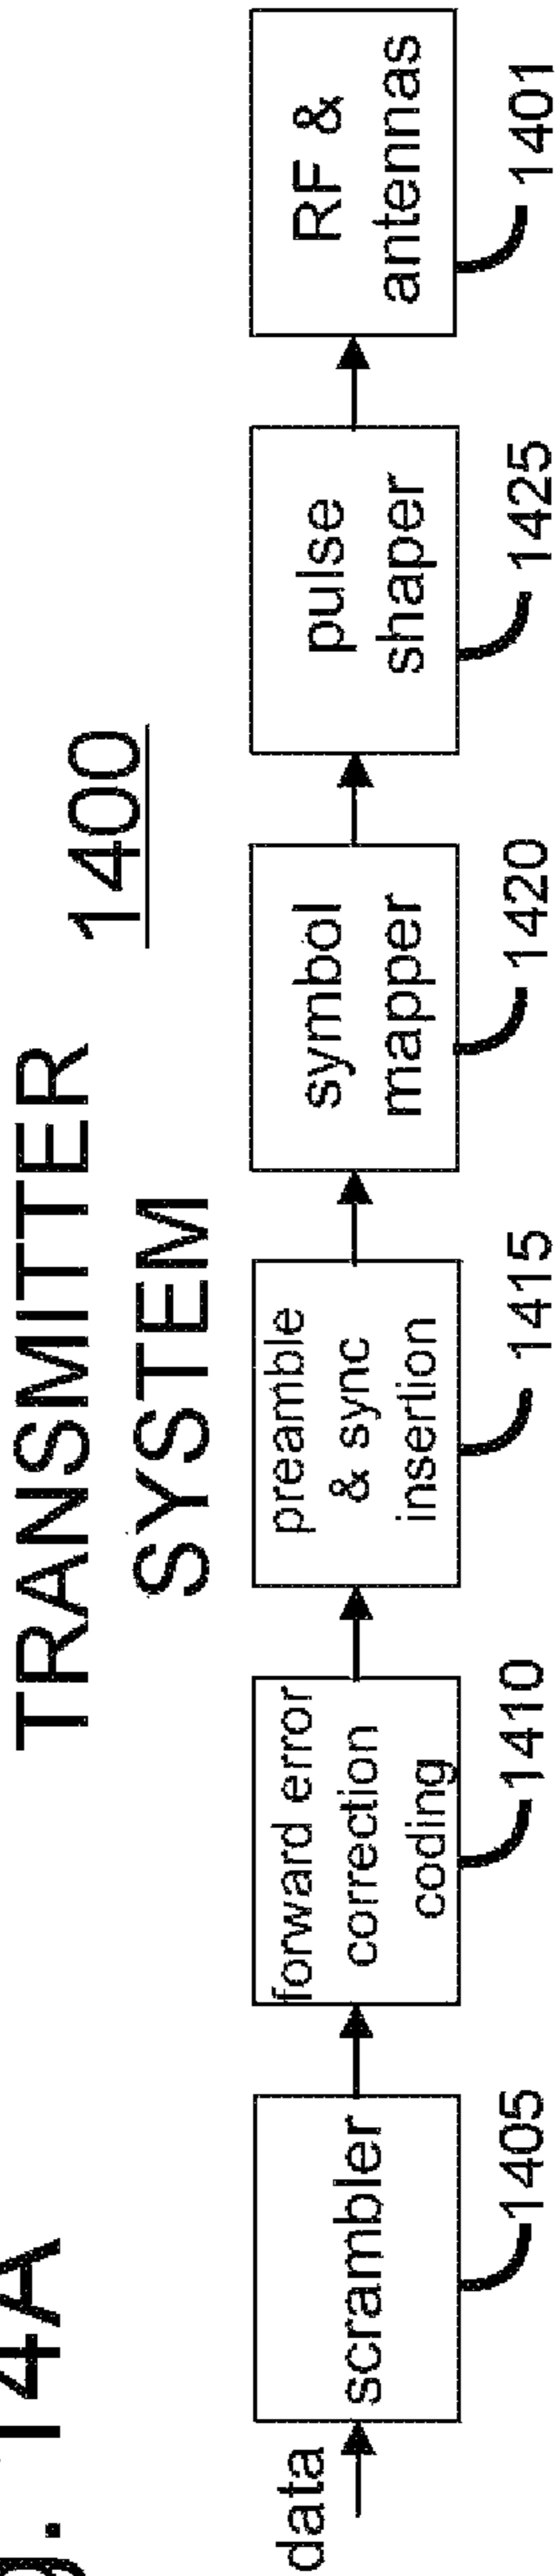 g. 14A
TRANSMITTER
SYSTEM
1400
data
scrambler
1405
forward error
correction
coding
1410
preamble
& sync
insertion
1415
symbol
mapper
1420
pulse
shaper
1425
RF &
antennas
1401